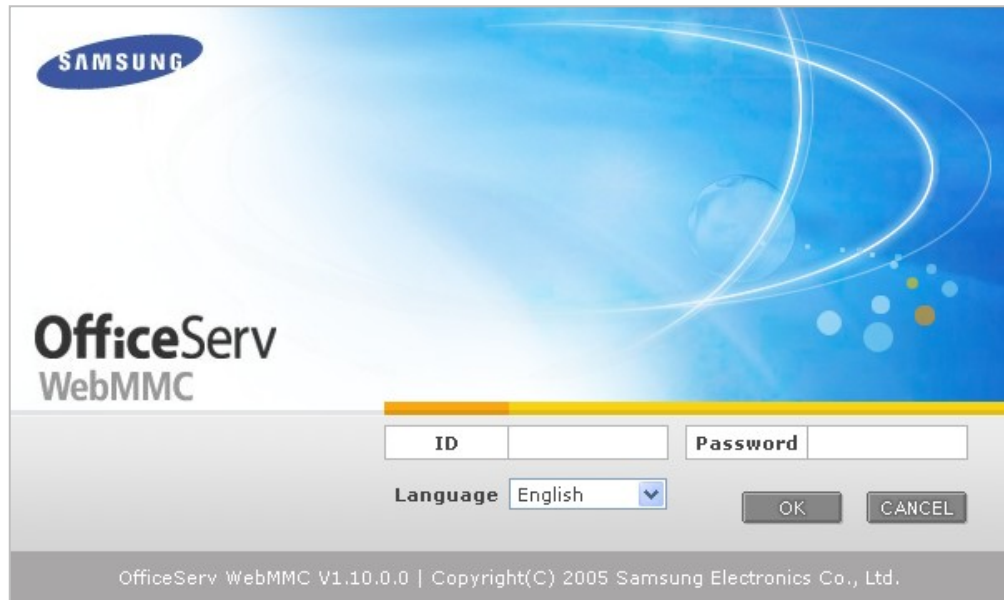 SAMSUNG
OfficeServ
WebMMC
ID
Password
Language English
OK
CANCEL
OfficeServ WebMMC V1.10.0.0 | Copyright(C) 2005 Samsung Electronics Co., Ltd.